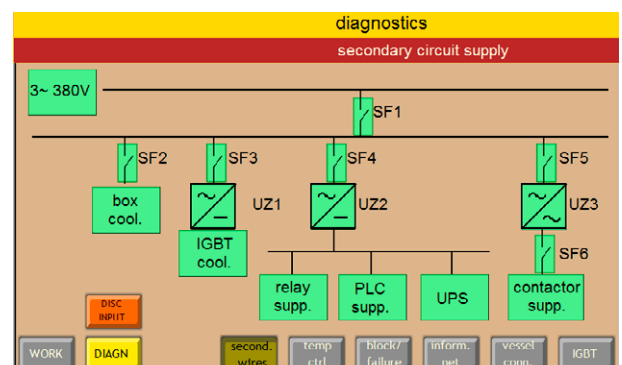 diagnostics
secondary circuit supply
3~ 380V
SF1
SF2
SF3
SF4
SF5
box
cool.
UZ1
UZ2
UZ3
IGBT
cool.
SF6
relay
supp.
PLC
supp.
UPS
contactor
supp.
DISC
INPUT
WORK
DIAGN
second.
wires
temp
ctrl
block/
failure
inform.
net
vessel
conn.
IGBT